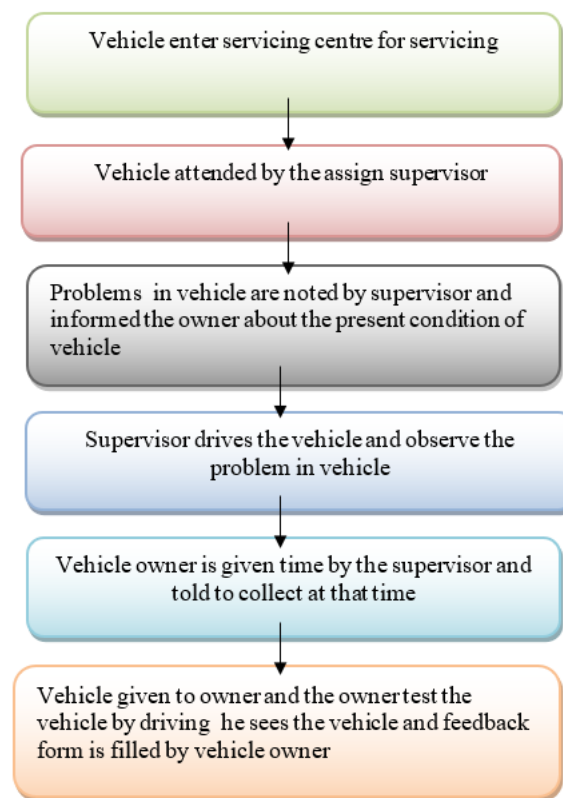 Vehicle enter servicing centre for servicing
Vehicle attended by the assign supervisor
Problems in vehicle are noted by supervisor and
informed the owner about the present condition of
vehicle
Supervisor drives the vehicle and observe the
problem in vehicle
Vehicle owner is given time by the supervisor and
told to collect at that time
Vehicle given to owner and the owner test the
vehicle by driving he sees the vehicle and feedback
form is filled by vehicle owner